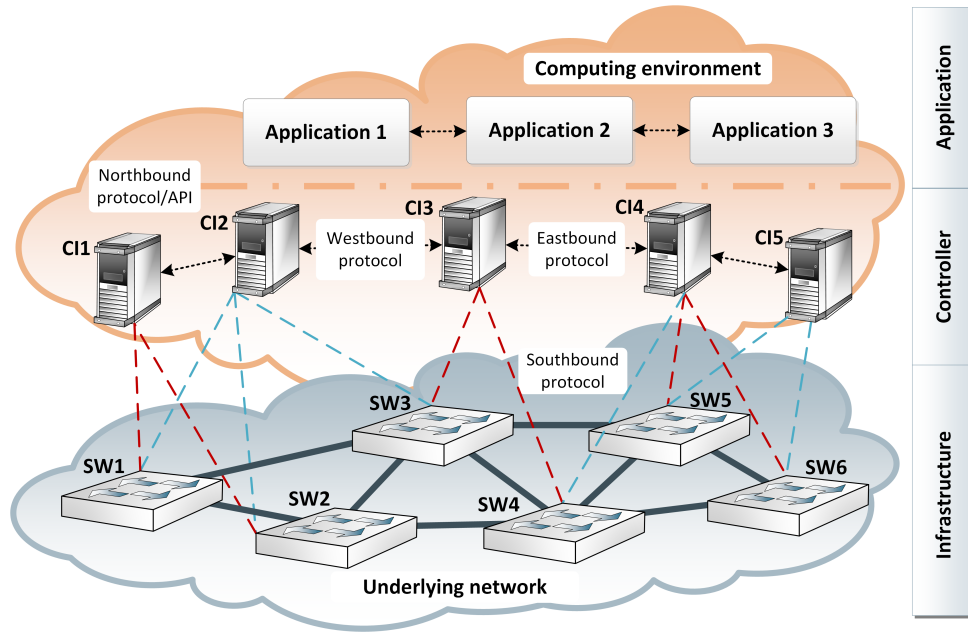 Computing environment
Application 1
Application 2
Application 3
Northbound
protocol/API
CI1
CI2
CI3
CI4
CI5
Westbound
protocol
Eastbound
protocol
Southbound
protocol
SW1
SW2
SW3
SW4
SW5
SW6
Underlying network
Application
Controller
Infrastructure